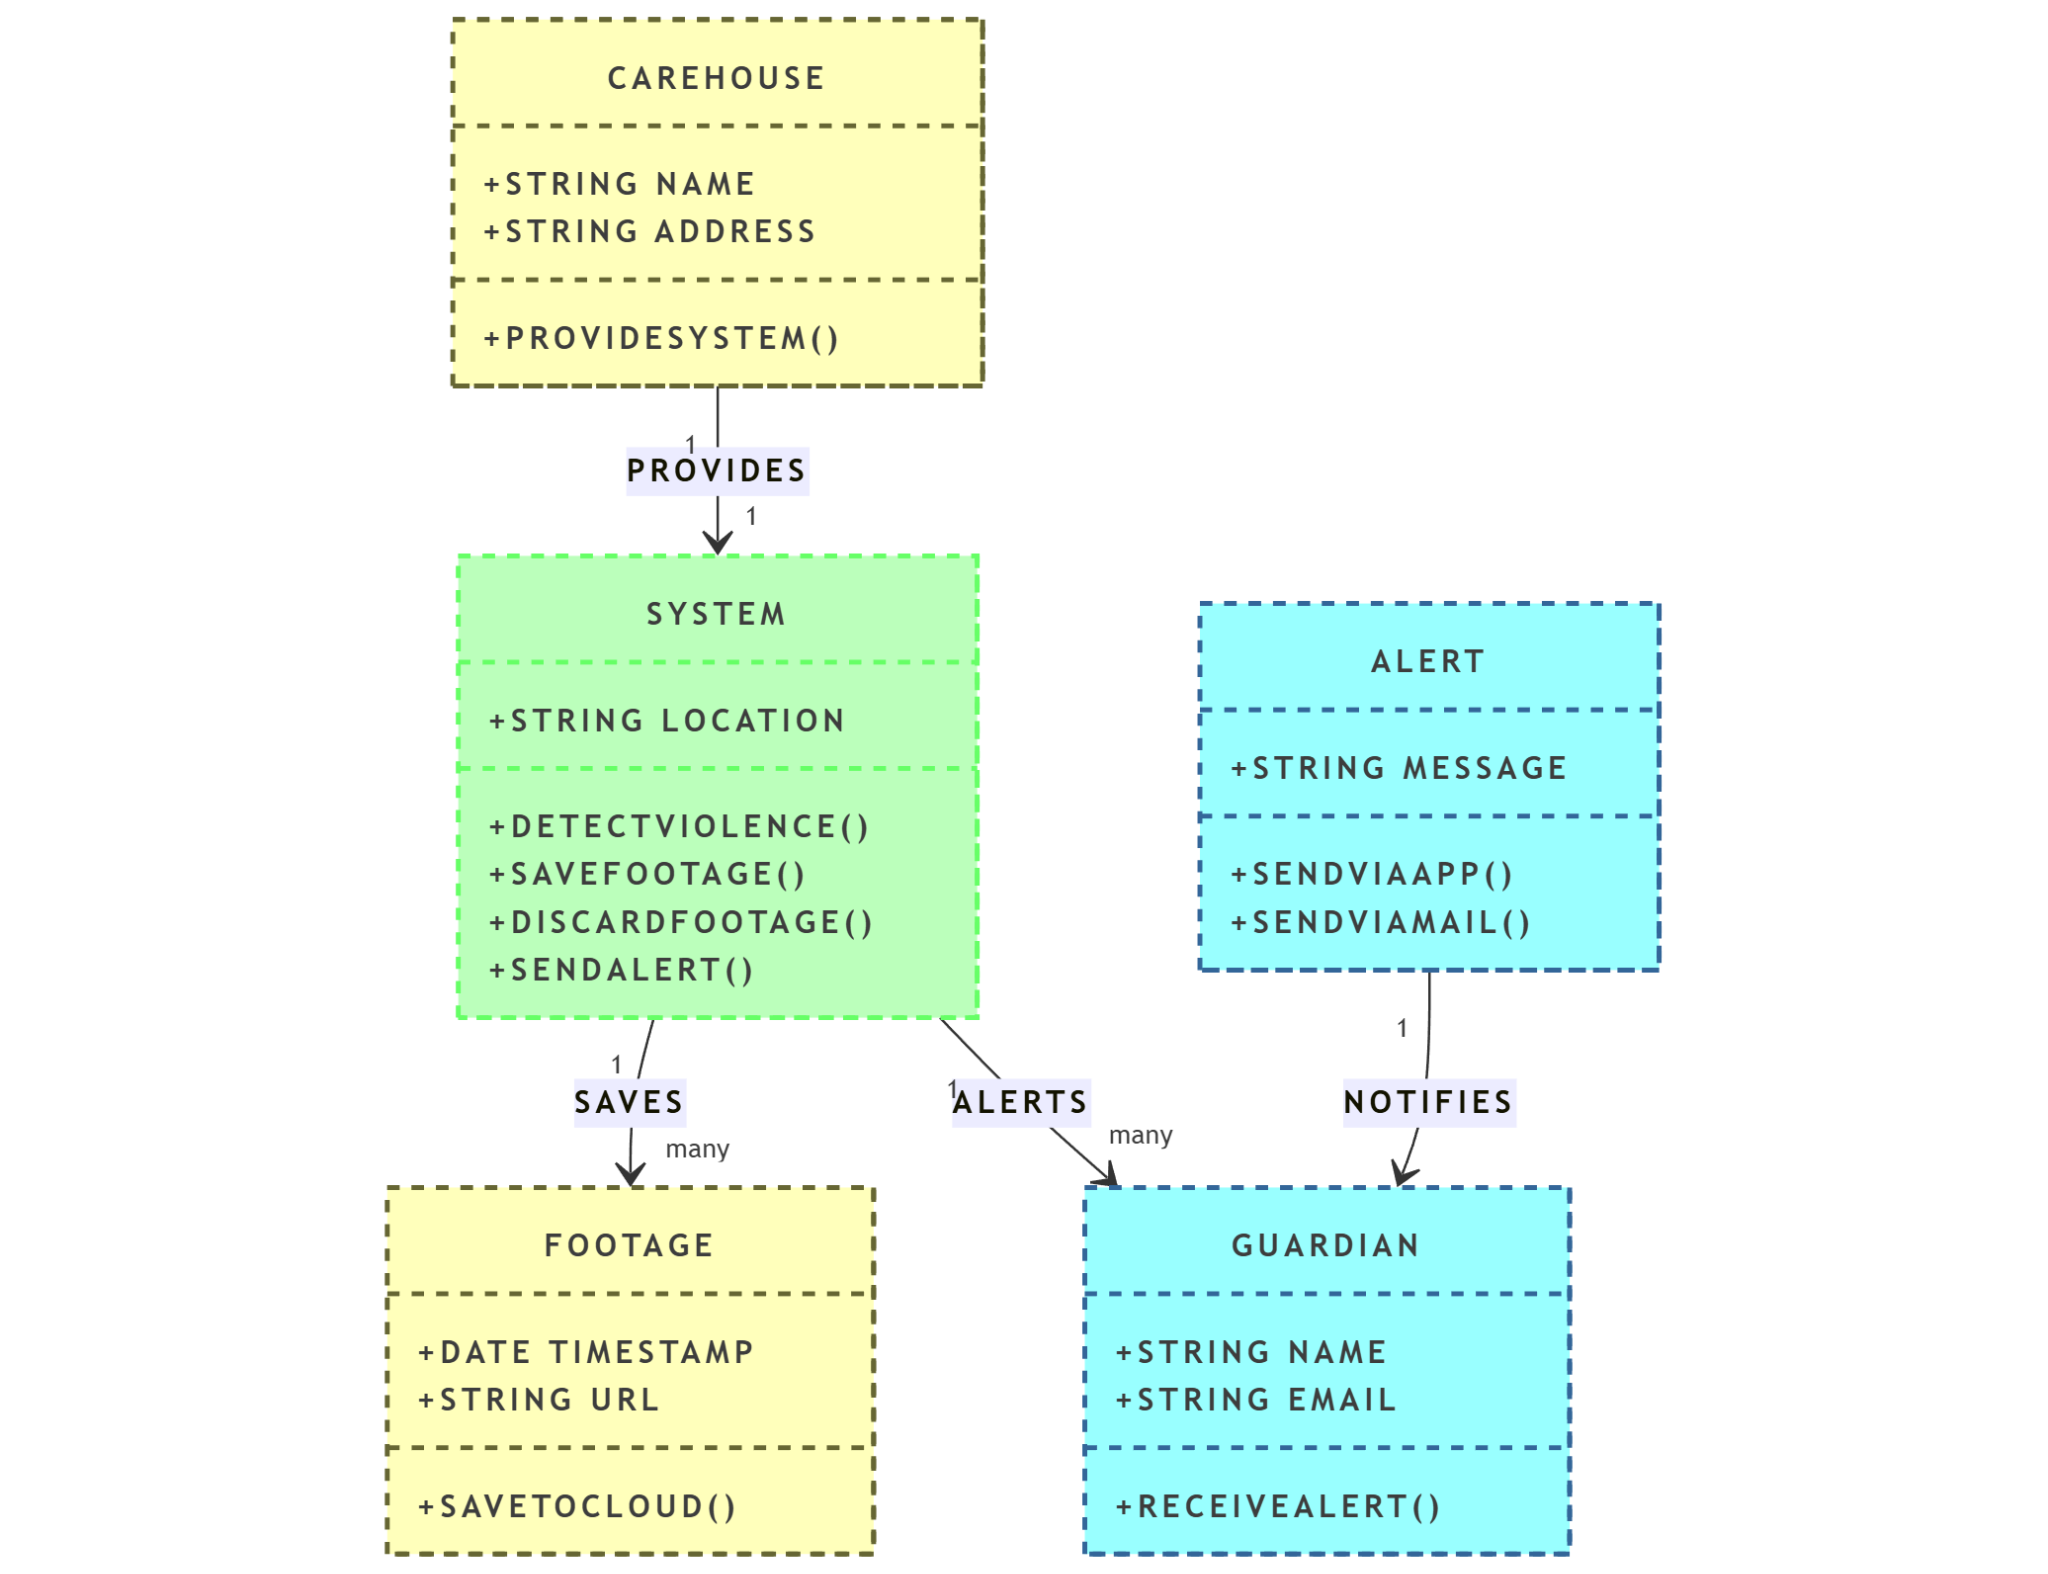 CAREHOUSE
+STRING NAME
+STRING ADDRESS
+PROVIDESYSTEM()
1
PROVIDES
1
SYSTEM
+STRING LOCATION
+DETECTVIOLENCE()
+SAVEFOOTAGE()
+DISCARDFOOTAGE()
+SENDALERT()
ALERT
+STRING MESSAGE
+SENDVIAAPP()
+SENDVIAMAIL()
1
SAVES
many
1
ALERTS
many
1
NOTIFIES
FOOTAGE
+DATE TIMESTAMP
+STRING URL
+SAVETOCLOUD()
GUARDIAN
+STRING NAME
+STRING EMAIL
+RECEIVEALERT()